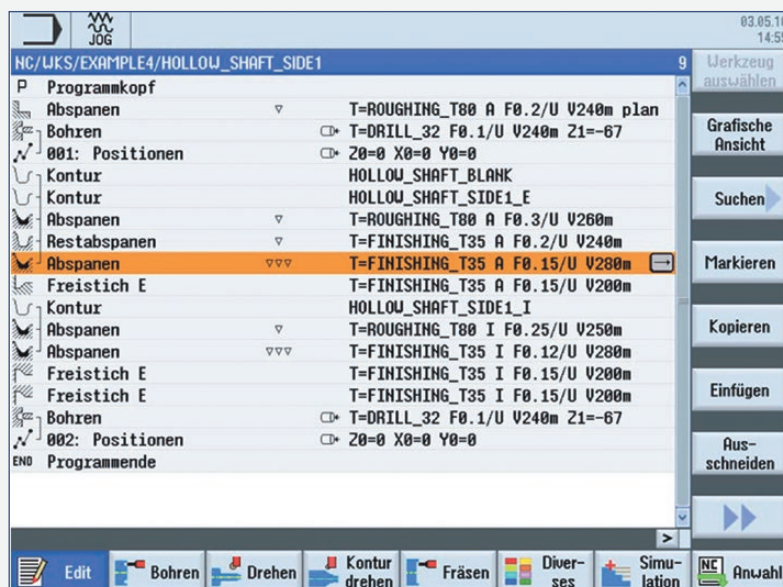 JOG
03.05.10
14:55
NC/WKS/EXAMPLE4/HOLLOW_SHAFT_SIDE1 9
P Programmkopf
Abspanen ▽ T=ROUGHING_T80 A F0.2/U V240m plan
Bohren T=DRILL_32 F0.1/U V240m Z1=-67
001: Positionen Z0=0 X0=0 Y0=0
Kontur HOLLOW_SHAFT_BLANK
Kontur HOLLOW_SHAFT_SIDE1_E
Abspanen ▽ T=ROUGHING_T80 A F0.3/U V260m
Restabspanen ▽ T=FINISHING_T35 A F0.2/U V240m
Abspanen ▽▽▽ T=FINISHING_T35 A F0.15/U V280m
Freistich E T=FINISHING_T35 A F0.15/U V200m
Kontur HOLLOW_SHAFT_SIDE1_I
Abspanen ▽ T=ROUGHING_T80 I F0.25/U V250m
Abspanen ▽▽▽ T=FINISHING_T35 I F0.12/U V280m
Freistich E T=FINISHING_T35 I F0.15/U V200m
Freistich E T=FINISHING_T35 I F0.15/U V200m
Bohren T=DRILL_32 F0.1/U V240m Z1=-67
002: Positionen Z0=0 X0=0 Y0=0
END Programmende
Werkzeug
auswählen
Grafische
Ansicht
Suchen
Markieren
Kopieren
Einfügen
Aus-
schneiden
Edit
Bohren
Drehen
Kontur
drehen
Fräsen
Diver-
ses
Simu-
lation
NC Anwahl